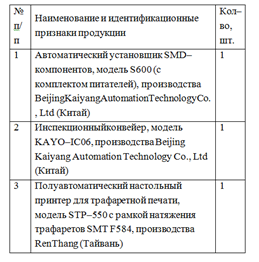 № п/п
Наименование и идентификационные признаки продукции
Кол–во, шт.
1
Автоматический установщик SMD–
компонентов, модель S600 (с
комплектом питателей), производства
BeijingKaiyangAutomationTechnologyCo.
, Ltd (Китай)
1
2
Инспекционныйконвейер, модель
KAYO–IC06, производства Beijing
Kaiyang Automation Technology Co., Ltd
(Китай)
1
3
Полуавтоматический настольный
принтер для трафаретной печати,
модель STP–550 с рамкой натяжения
трафаретов SMT F584, производства
RenThang (Тайвань)
1